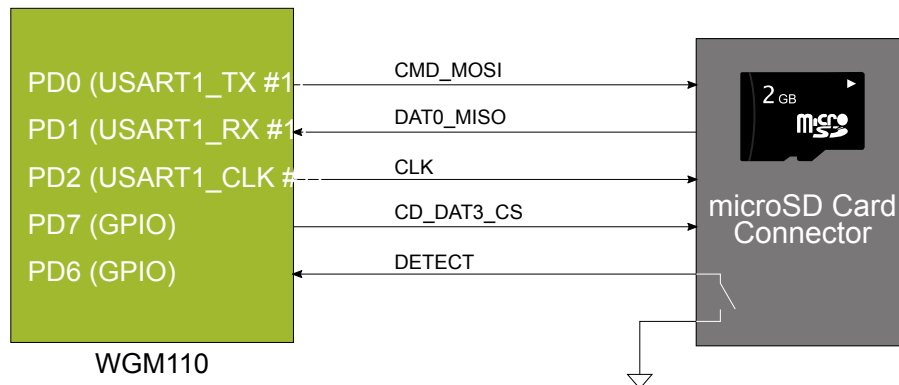 PD0 (USART1_TX #1
CMD_MOSI
PD1 (USART1_RX #1
DAT0_MISO
PD2 (USART1_CLK #
CLK
PD7 (GPIO)
CD_DAT3_CS
PD6 (GPIO)
DETECT
2 GB
micro
SD
microSD Card
Connector
WGM110